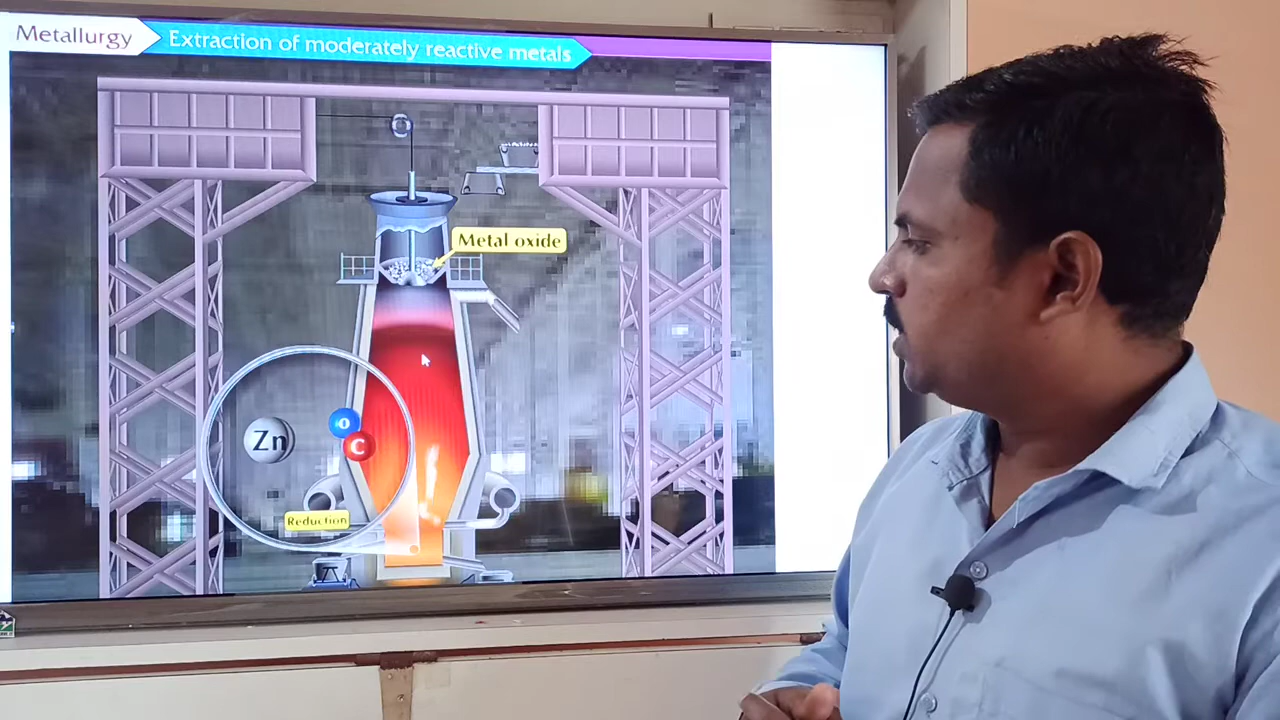 Metallurgy
Extraction of moderately reactive metals
Metal oxide
Zn
O
C
Reduction